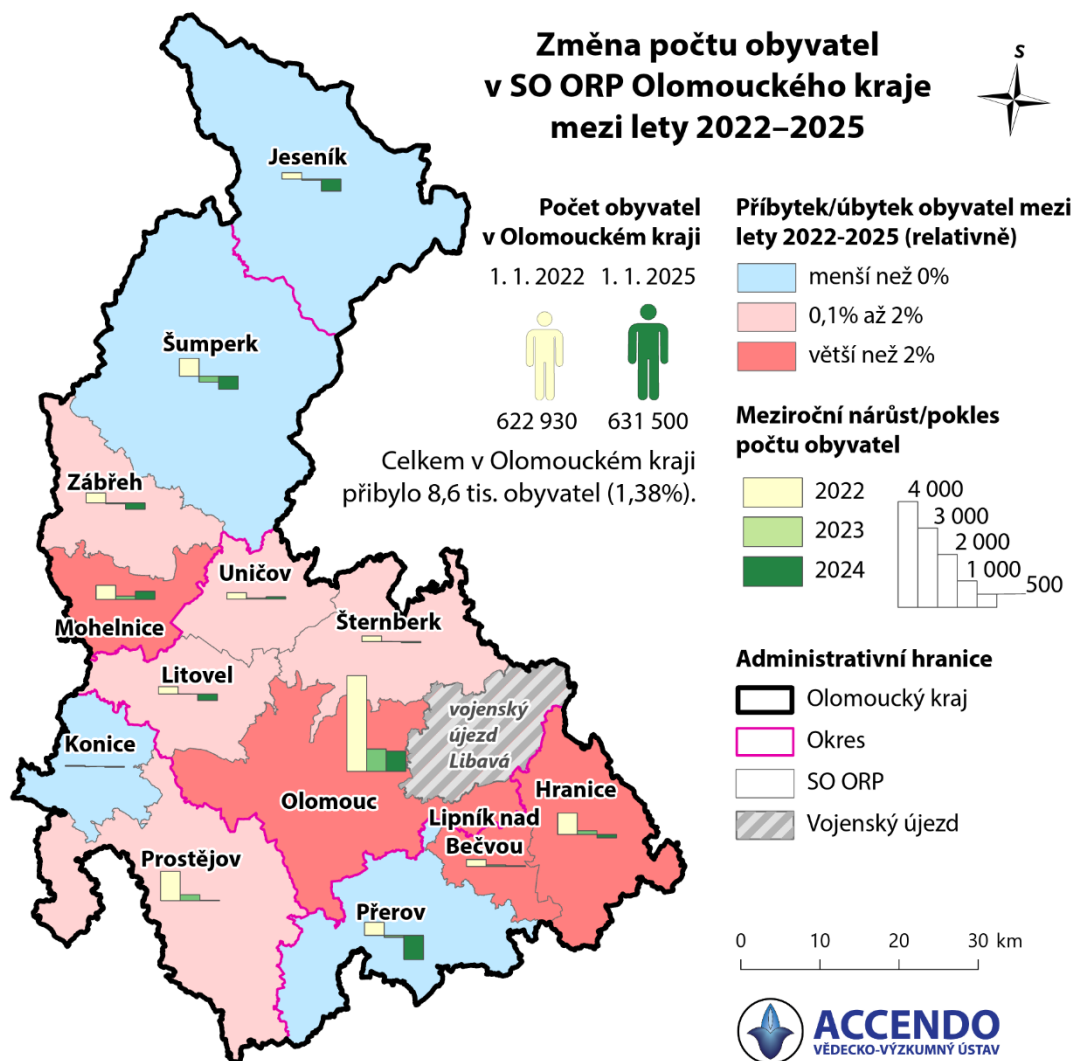 Změna počtu obyvatel
v SO ORP Olomouckého kraje
mezi lety 2022–2025
S
Počet obyvatel
v Olomouckém kraji
1. 1. 2022
1. 1. 2025
622 930
631 500
Celkem v Olomouckém kraji
přibylo 8,6 tis. obyvatel (1,38%).
Příbytek/úbytek obyvatel mezi
lety 2022-2025 (relativně)
menší než 0%
0,1% až 2%
větší než 2%
Meziroční nárůst/pokles
počtu obyvatel
2022
2023
2024
4 000
3 000
2 000
1 000
500
Administrativní hranice
Olomoucký kraj
Okres
SO ORP
Vojenský újezd
Jeseník
Šumperk
Zábřeh
Mohelnice
Uničov
Šternberk
Litovel
Konice
vojenský
újezd
Libavá
Olomouc
Hranice
Lipník nad
Bečvou
Prostějov
Přerov
0 10 20 30 km
ACCENDO
VĚDECKO-VÝZKUMNÝ ÚSTAV